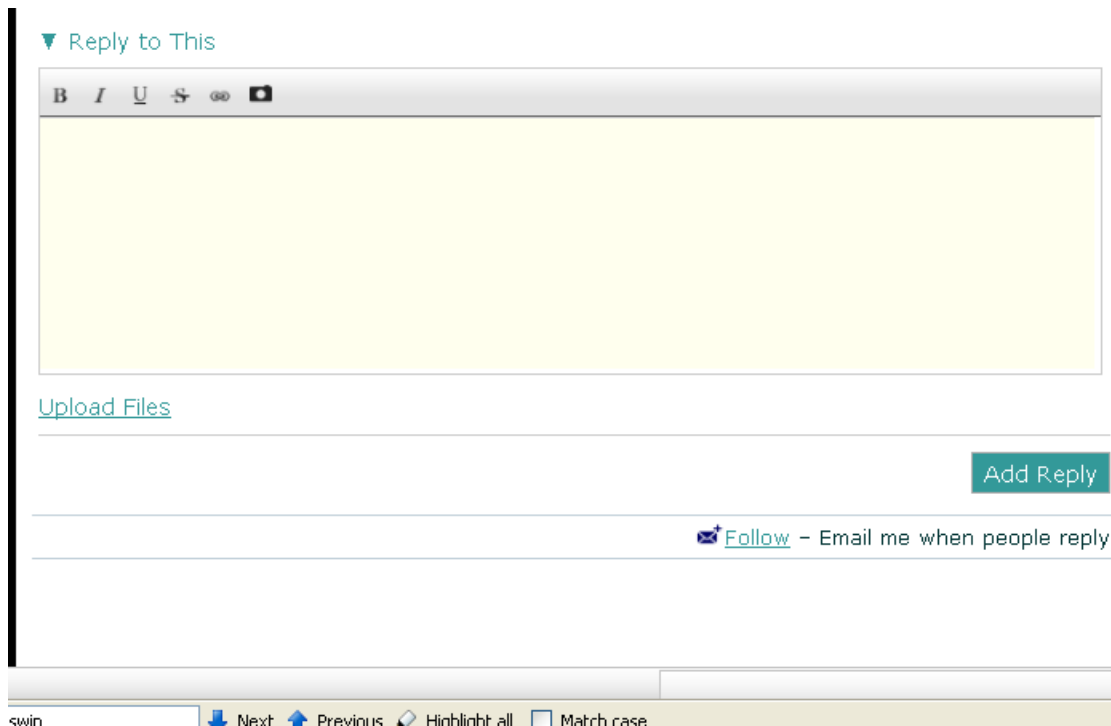 ▼ Reply to This
B I U S
Upload Files
Add Reply
Follow – Email me when people reply
swin Next Previous Highlight all Match case